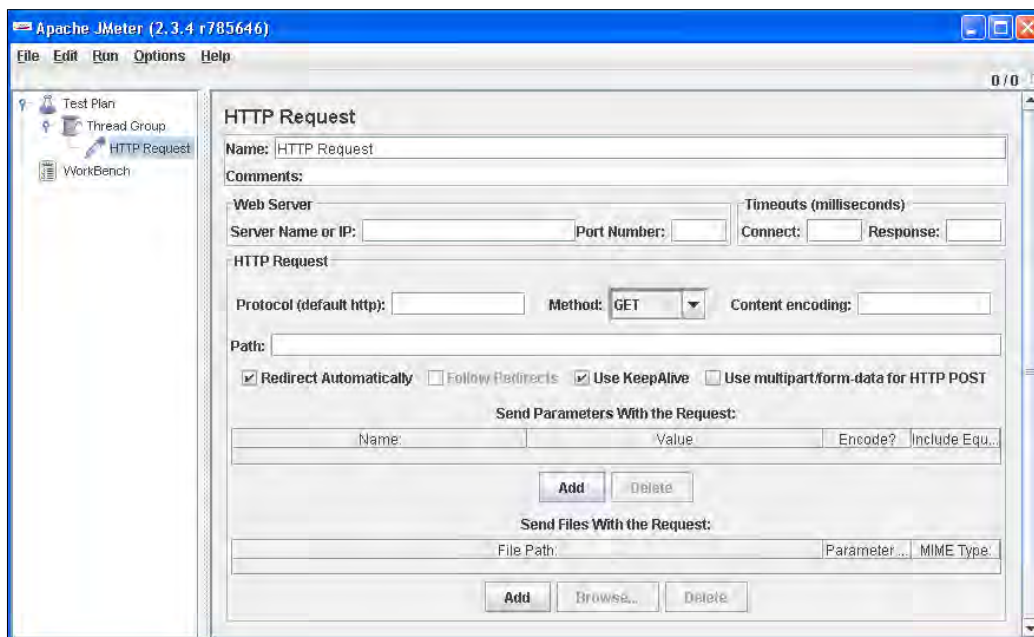 Apache JMeter (2.3.4 r785646)
File Edit Run Options Help
0 / 0
Test Plan
Thread Group
HTTP Request
WorkBench
HTTP Request
Name: HTTP Request
Comments:
Web Server
Server Name or IP: Port Number:
Timeouts (milliseconds)
Connect: Response:
HTTP Request
Protocol (default http): Method: GET Content encoding:
Path:
Redirect Automatically Follow Redirects Use KeepAlive Use multipart/form-data for HTTP POST
Send Parameters With the Request:
Name: Value Encode? Include Equ...
Add Delete
Send Files With the Request:
File Path: Parameter ... MIME Type:
Add Browse... Delete